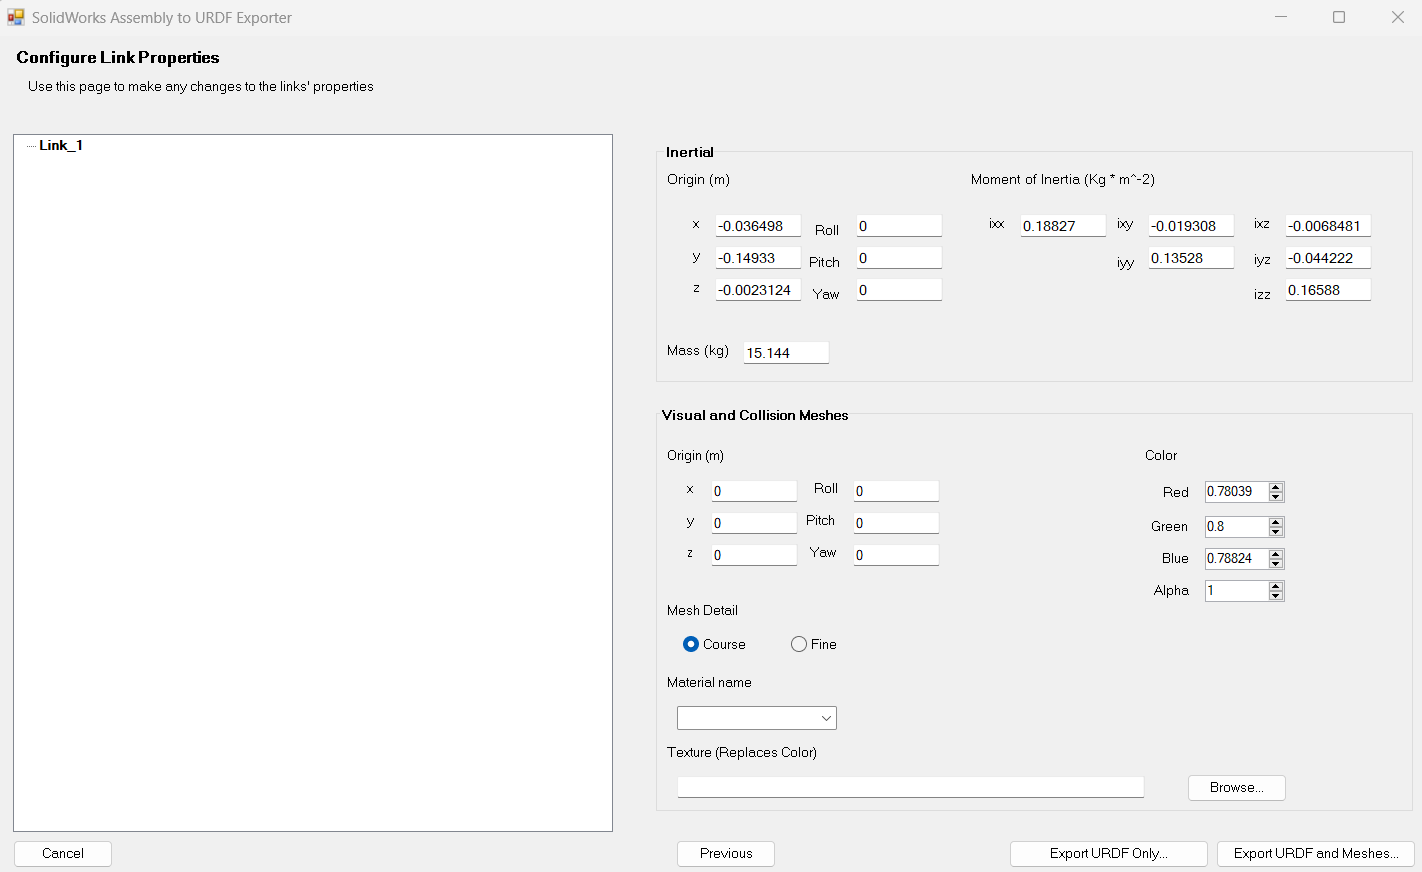 SolidWorks Assembly to URDF Exporter
Configure Link Properties
Use this page to make any changes to the links' properties
Link_1
Inertial
Origin (m)
Moment of Inertia (Kg * m^-2)
x -0.036498 Roll 0 ixx 0.18827 ixy -0.019308 ixz -0.0068481
y -0.14933 Pitch 0 iyy 0.13528 iyz -0.044222
z -0.0023124 Yaw 0 izz 0.16588
Mass (kg) 15.144
Visual and Collision Meshes
Origin (m) Color
x 0 Roll 0 Red 0.78039
y 0 Pitch 0 Green 0.8
z 0 Yaw 0 Blue 0.78824
Alpha 1
Mesh Detail
Course Fine
Material name
Texture (Replaces Color)
Browse...
Cancel Previous Export URDF Only... Export URDF and Meshes...